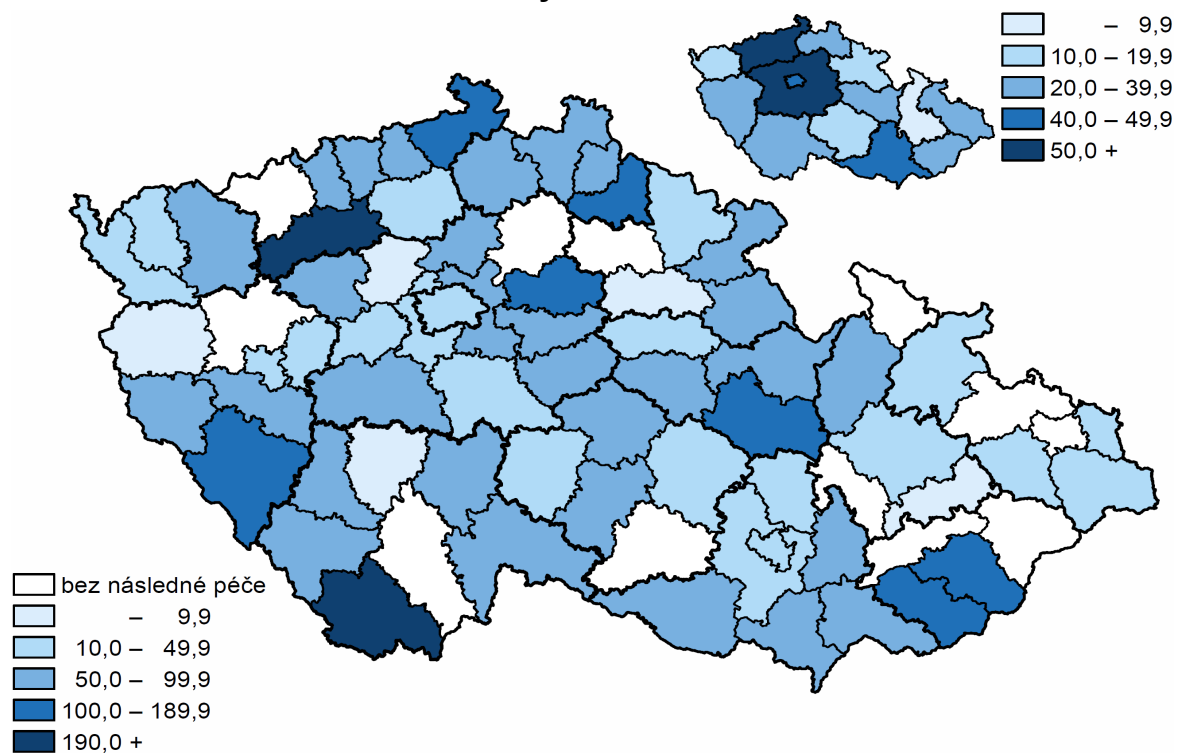 – 9,9
10,0 – 19,9
20,0 – 39,9
40,0 – 49,9
50,0 +
bez následné péče
– 9,9
10,0 – 49,9
50,0 – 99,9
100,0 – 189,9
190,0 +